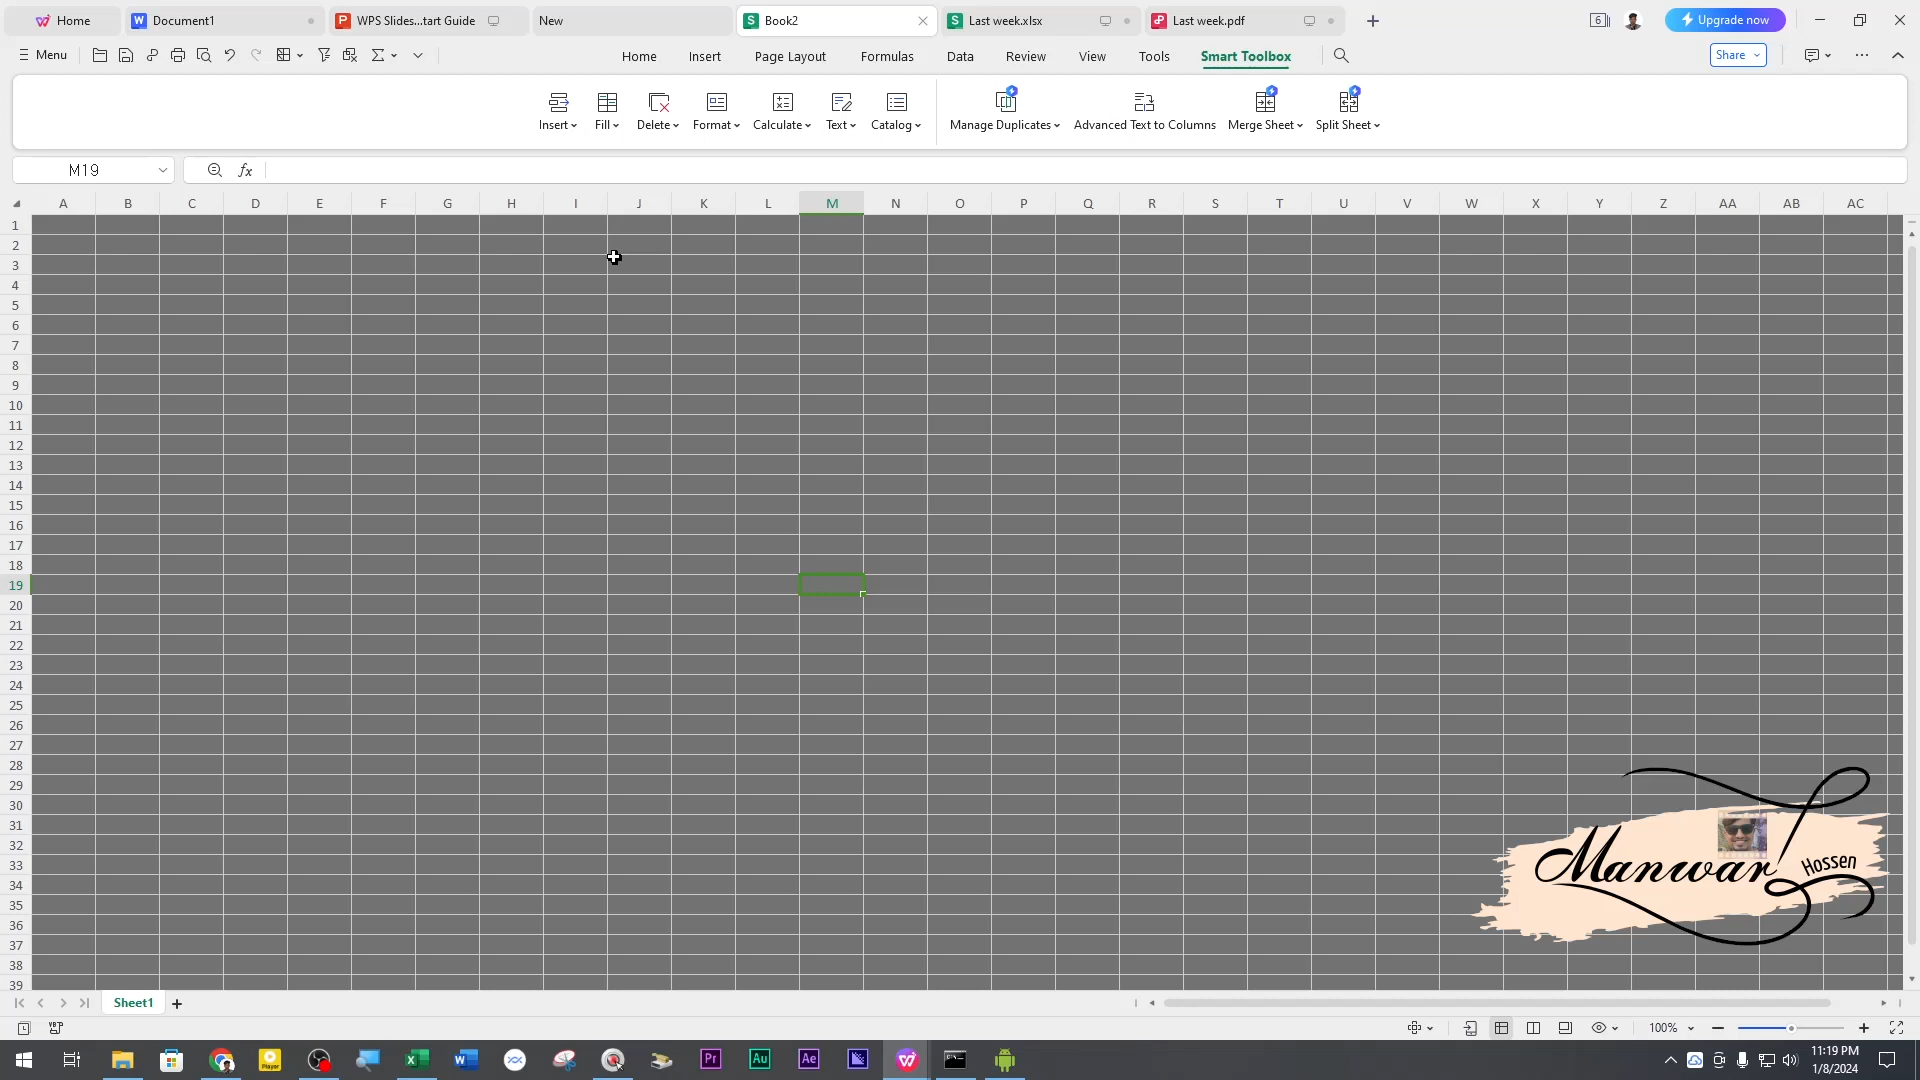 Home
Document1
WPS Slides...tart Guide
New
Book2
Last week.xlsx
Last week.pdf
6
Upgrade now
Menu
Home
Insert
Page Layout
Formulas
Data
Review
View
Tools
Smart Toolbox
Share
Insert
Fill
Delete
Format
Calculate
Text
Catalog
Manage Duplicates
Advanced Text to Columns
Merge Sheet
Split Sheet
M19
fx
A B C D E F G H I J K L M N O P Q R S T U V W X Y Z AA AB AC
1
2
3
4
5
6
7
8
9
10
11
12
13
14
15
16
17
18
19
20
21
22
23
24
25
26
27
28
29
30
31
32
33
34
35
36
37
38
39
Manwar Hossen
Sheet1
100%
Player
Pr
Au
Ae
11:19 PM
1/8/2024